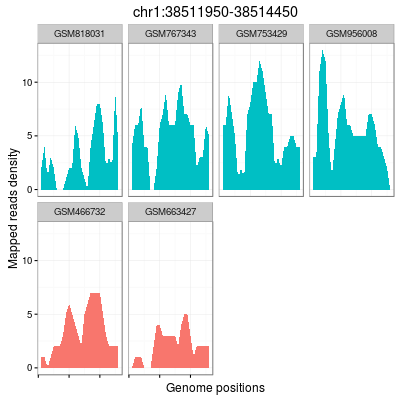 chr1:38511950-38514450
GSM818031 GSM767343 GSM753429 GSM956008
10
5
0
GSM466732 GSM663427
10
5
0
Mapped reads density
Genome positions